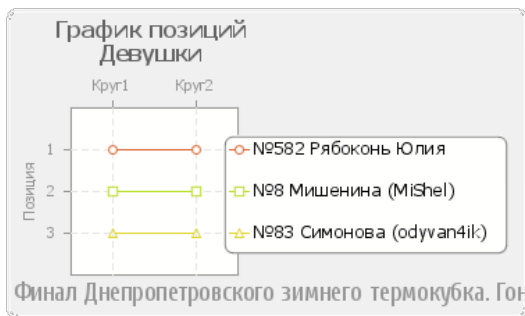 График позиций
Девушки
Круг1 Круг2
Позиция
1
2
3
№582 Рябоконь Юлия
№8 Мишенина (MiShel)
№83 Симонова (odyvan4ik)
Финал Днепропетровского зимнего термокубка. Гон